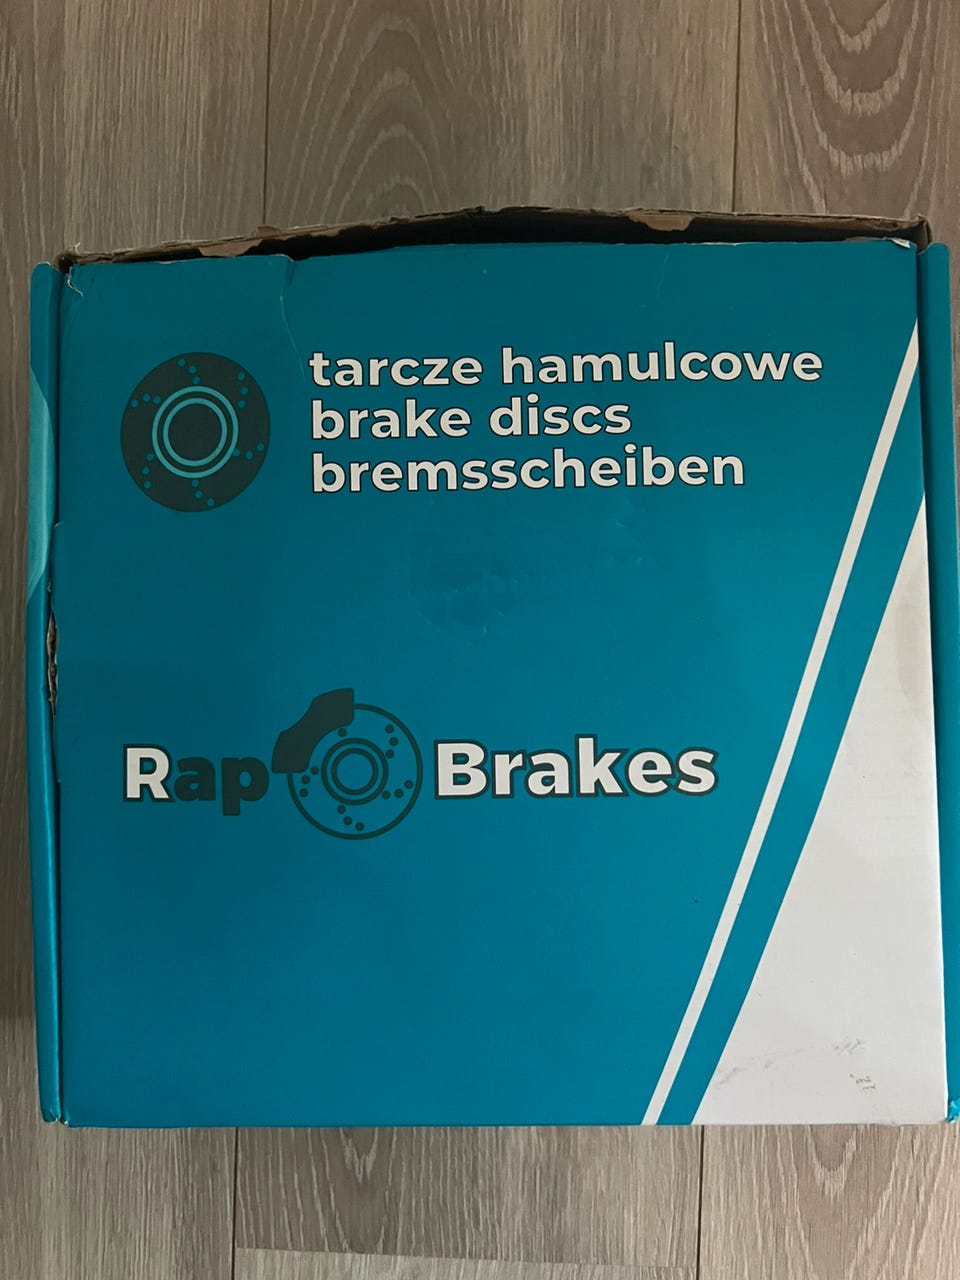 tarcze hamulcowe
brake discs
bremsscheiben
Rap Brakes